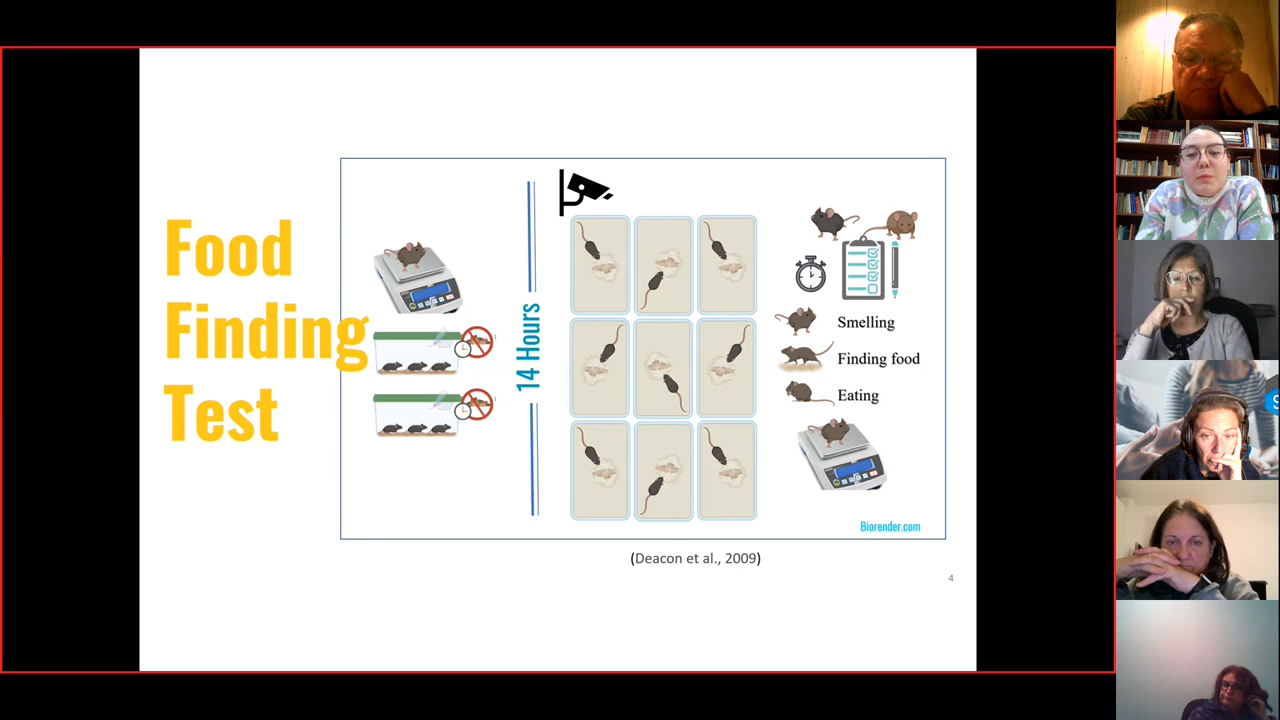 Food
Finding
Test
14 Hours
Smelling
Finding food
Eating
Biorender.com
(Deacon et al., 2009)
4